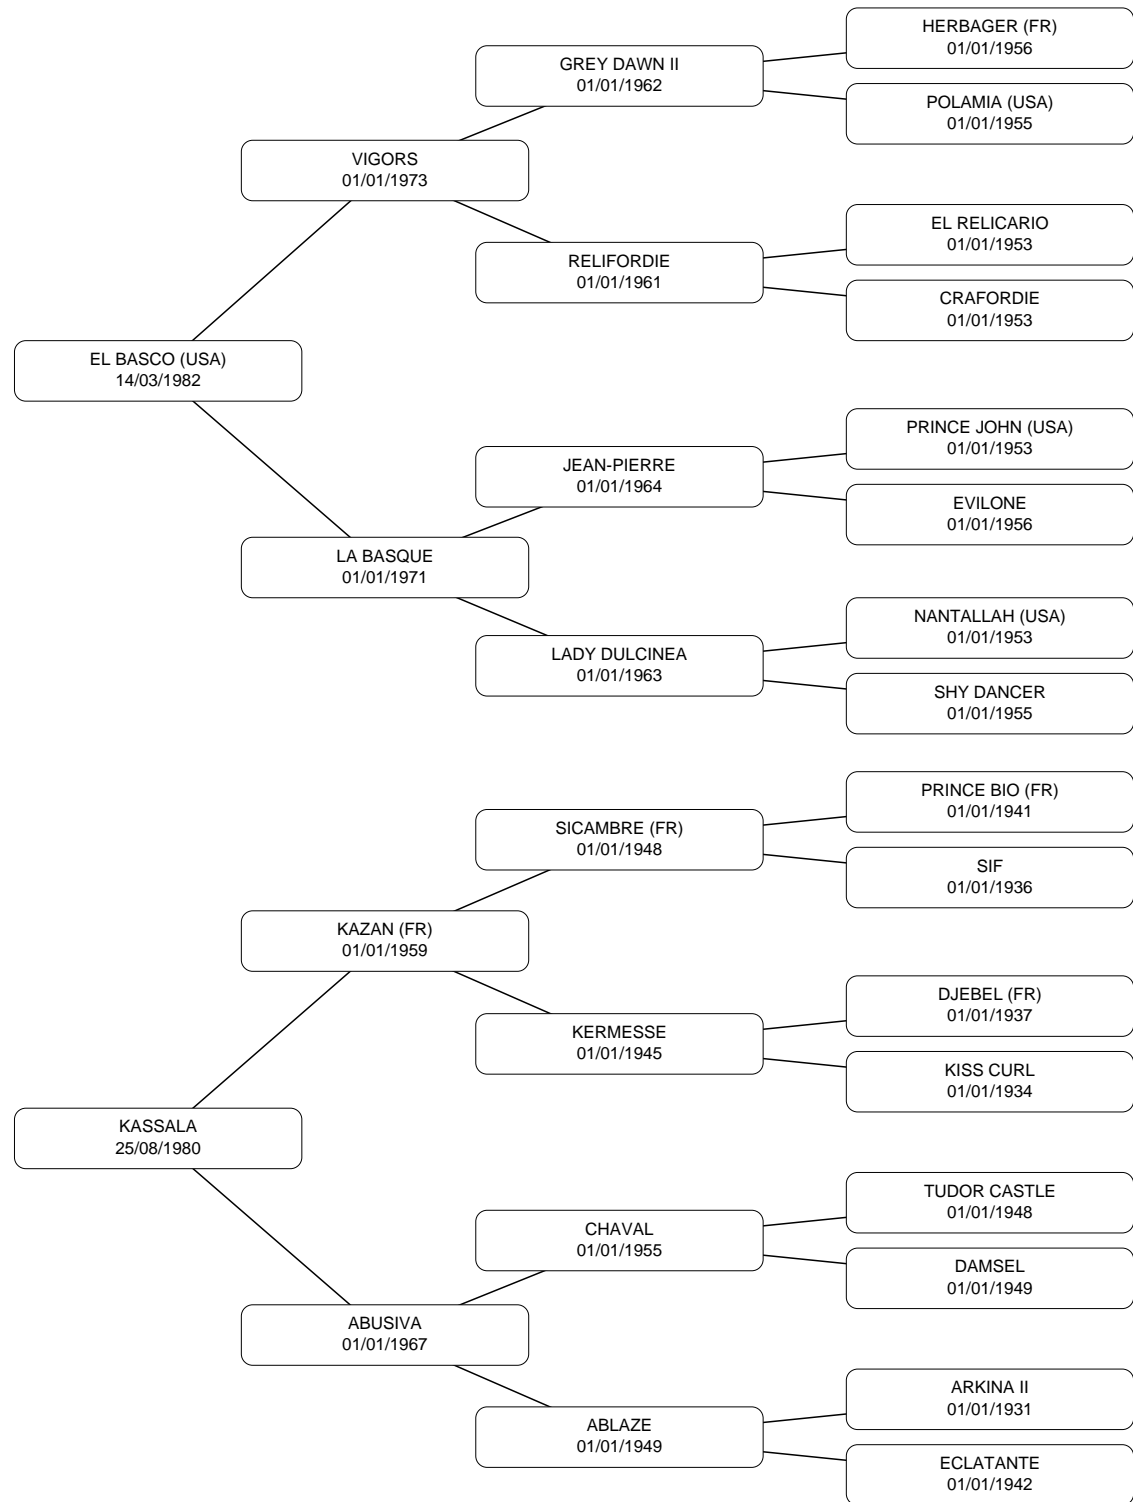 HERBAGER (FR)
01/01/1956
GREY DAWN II
01/01/1962
POLAMIA (USA)
01/01/1955
VIGORS
01/01/1973
EL RELICARIO
01/01/1953
RELIFORDIE
01/01/1961
CRAFORDIE
01/01/1953
EL BASCO (USA)
14/03/1982
PRINCE JOHN (USA)
01/01/1953
JEAN-PIERRE
01/01/1964
EVILONE
01/01/1956
LA BASQUE
01/01/1971
NANTALLAH (USA)
01/01/1953
LADY DULCINEA
01/01/1963
SHY DANCER
01/01/1955
PRINCE BIO (FR)
01/01/1941
SICAMBRE (FR)
01/01/1948
SIF
01/01/1936
KAZAN (FR)
01/01/1959
DJEBEL (FR)
01/01/1937
KERMESSE
01/01/1945
KISS CURL
01/01/1934
KASSALA
25/08/1980
TUDOR CASTLE
01/01/1948
CHAVAL
01/01/1955
DAMSEL
01/01/1949
ABUSIVA
01/01/1967
ARKINA II
01/01/1931
ABLAZE
01/01/1949
ECLATANTE
01/01/1942